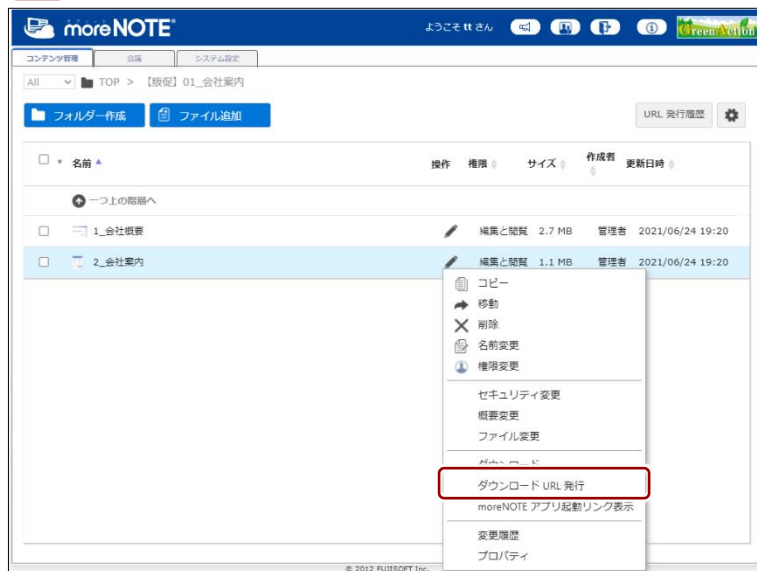 moreNOTE®
ようこそ tt さん
Green Action
コンテンツ管理 会議 システム設定
All TOP > 【販促】01_会社案内
フォルダー作成 ファイル追加 URL 発行履歴
名前 操作 権限 サイズ 作成者 更新日時
一つ上の階層へ
1_会社概要 編集と閲覧 2.7 MB 管理者 2021/06/24 19:20
2_会社案内 編集と閲覧 1.1 MB 管理者 2021/06/24 19:20
コピー
移動
削除
名前変更
権限変更
セキュリティ変更
概要変更
ファイル変更
ダウンロード
ダウンロード URL 発行
moreNOTE アプリ起動リンク表示
変更履歴
プロパティ
© 2012 FUJISOFT Inc.